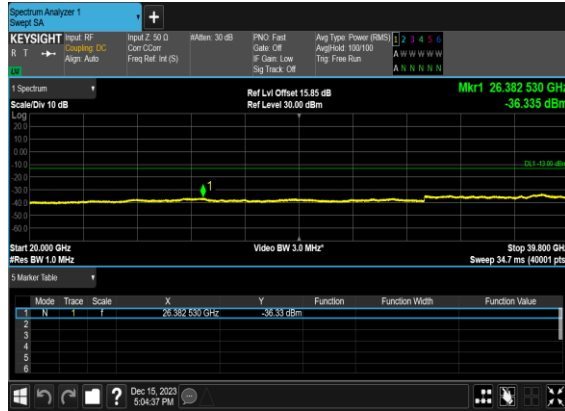 Spectrum Analyzer 1
Swept SA
KEYSIGHT
R T
LW
Input: RF
Coupling: DC
Align: Auto
Input Z: 50 Ω
Corr CCorr
Freq Ref: Int (S)
#Atten: 30 dB
PNO: Fast
Gate: Off
IF Gain: Low
Sig Track: Off
Avg Type: Power (RMS)
Avg|Hold: 100/100
Trig: Free Run
1 2 3 4 5 6
A W W W W W
A N N N N N
1 Spectrum
Scale/Div 10 dB
Ref Lvl Offset 15.85 dB
Ref Level 30.00 dBm
Mkr1 26.382 530 GHz
-36.335 dBm
Log
20.0
10.0
0.00
-10.0
-20.0
-30.0
-40.0
-50.0
-60.0
DL1 -13.00 dBm
1
Start 20.000 GHz
#Res BW 1.0 MHz
Video BW 3.0 MHz*
Stop 39.800 GHz
Sweep 34.7 ms (40001 pts)
5 Marker Table
Mode Trace Scale X Y Function Function Width Function Value
1 N 1 f 26.382 530 GHz -36.33 dBm
2
3
4
5
6
?
Dec 15, 2023
5:04:37 PM